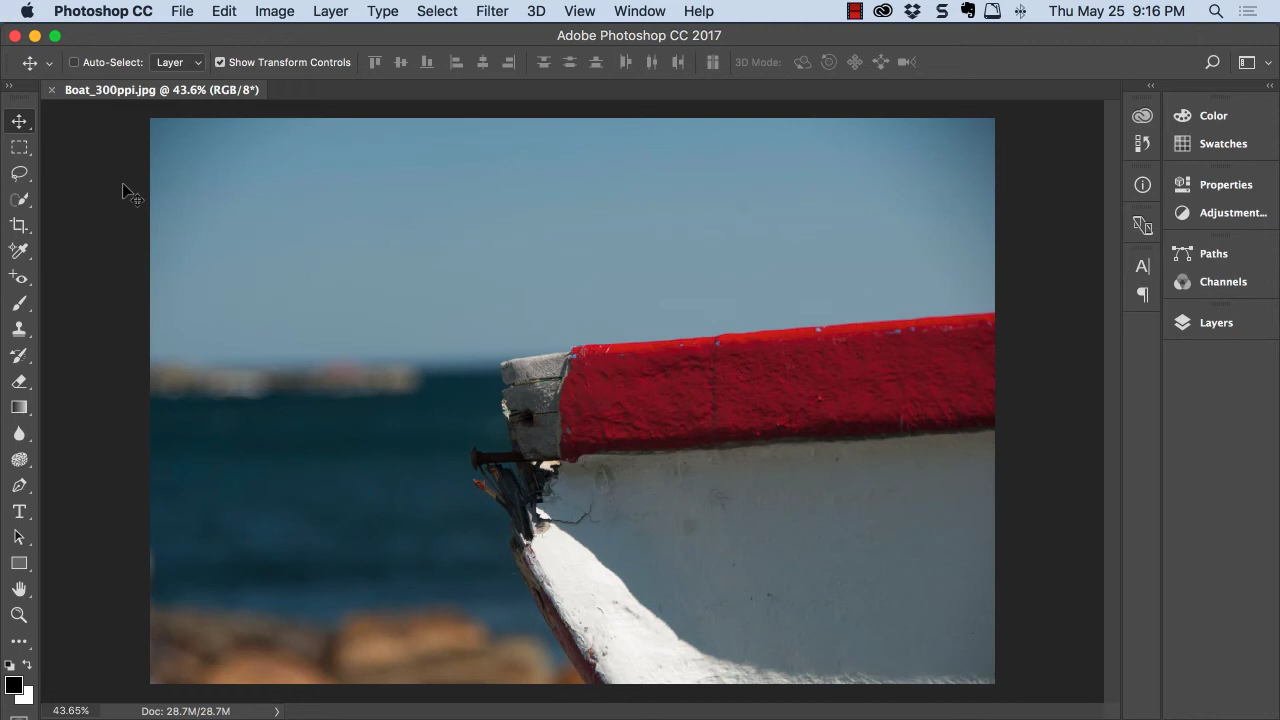 Photoshop CC File Edit Image Layer Type Select Filter 3D View Window Help Thu May 25 9:16 PM
Adobe Photoshop CC 2017
Auto-Select: Layer Show Transform Controls 3D Mode:
Boat_300ppi.jpg @ 43.6% (RGB/8*)
Color
Swatches
Properties
Adjustment...
Paths
Channels
Layers
43.65% Doc: 28.7M/28.7M